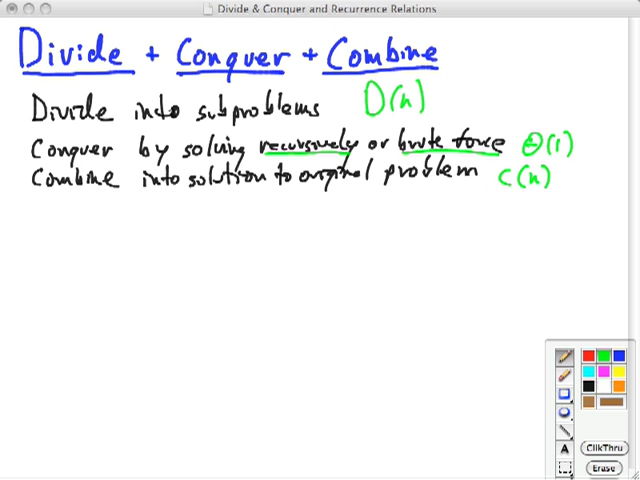 Divide & Conquer and Recurrence Relations
Divide + Conquer + Combine
Divide into subproblems D(n)
Conquer by solving recursively or brute force Θ(1)
Combine into solution to original problem C(n)
A
ClikThru
Erase